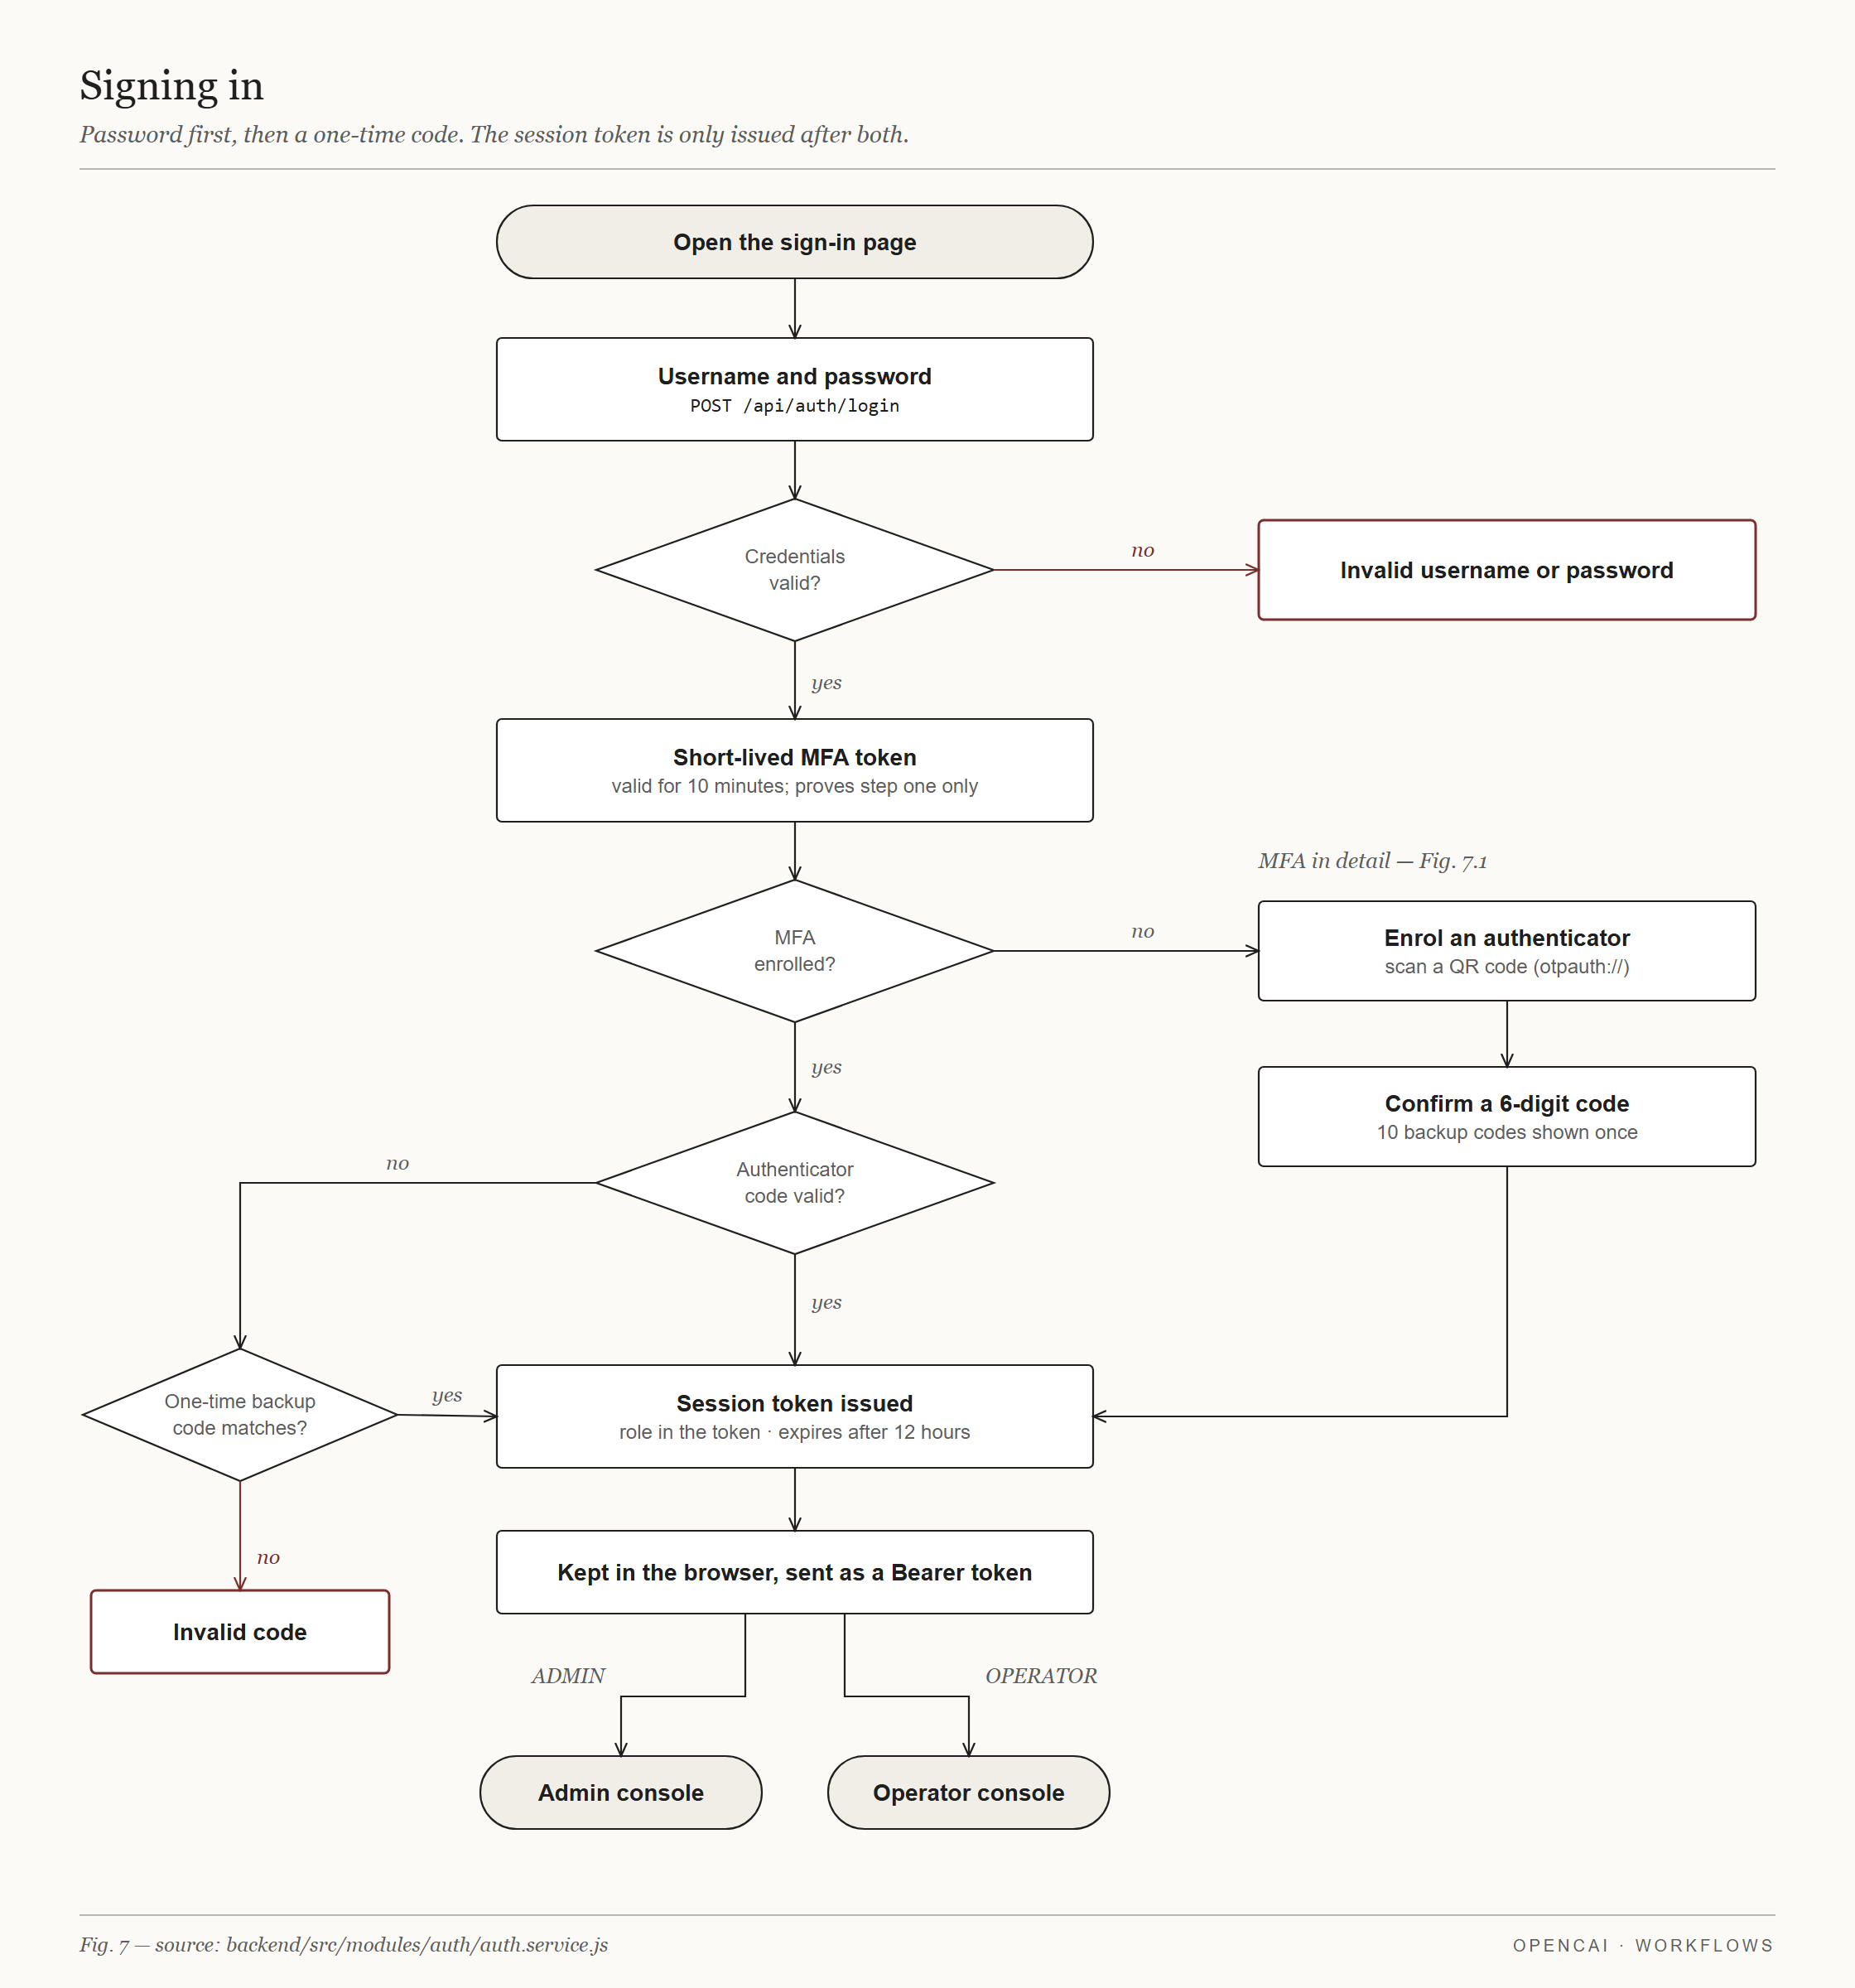 Signing in
Password first, then a one-time code. The session token is only issued after both.
Open the sign-in page
Username and password
POST /api/auth/login
Credentials
valid?
no
Invalid username or password
yes
Short-lived MFA token
valid for 10 minutes; proves step one only
MFA in detail — Fig. 7.1
MFA
enrolled?
no
Enrol an authenticator
scan a QR code (otpauth://)
yes
Confirm a 6-digit code
10 backup codes shown once
no
Authenticator
code valid?
yes
One-time backup
code matches?
yes
Session token issued
role in the token · expires after 12 hours
no
Kept in the browser, sent as a Bearer token
Invalid code
ADMIN
OPERATOR
Admin console
Operator console
Fig. 7 — source: backend/src/modules/auth/auth.service.js
OPENCAI · WORKFLOWS